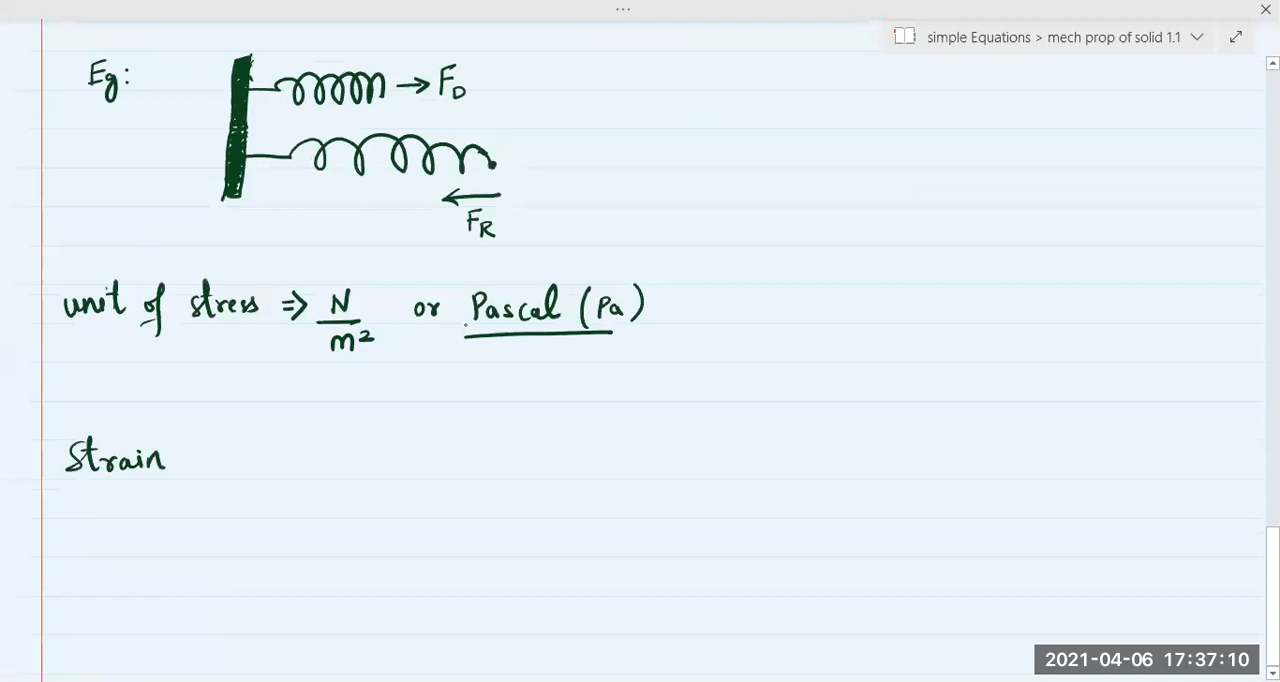 simple Equations > mech prop of solid 1.1
Eg:
F_D
F_R
unit of stress ⇒ N/m² or Pascal (Pa)
Strain
2021-04-06 17:37:10